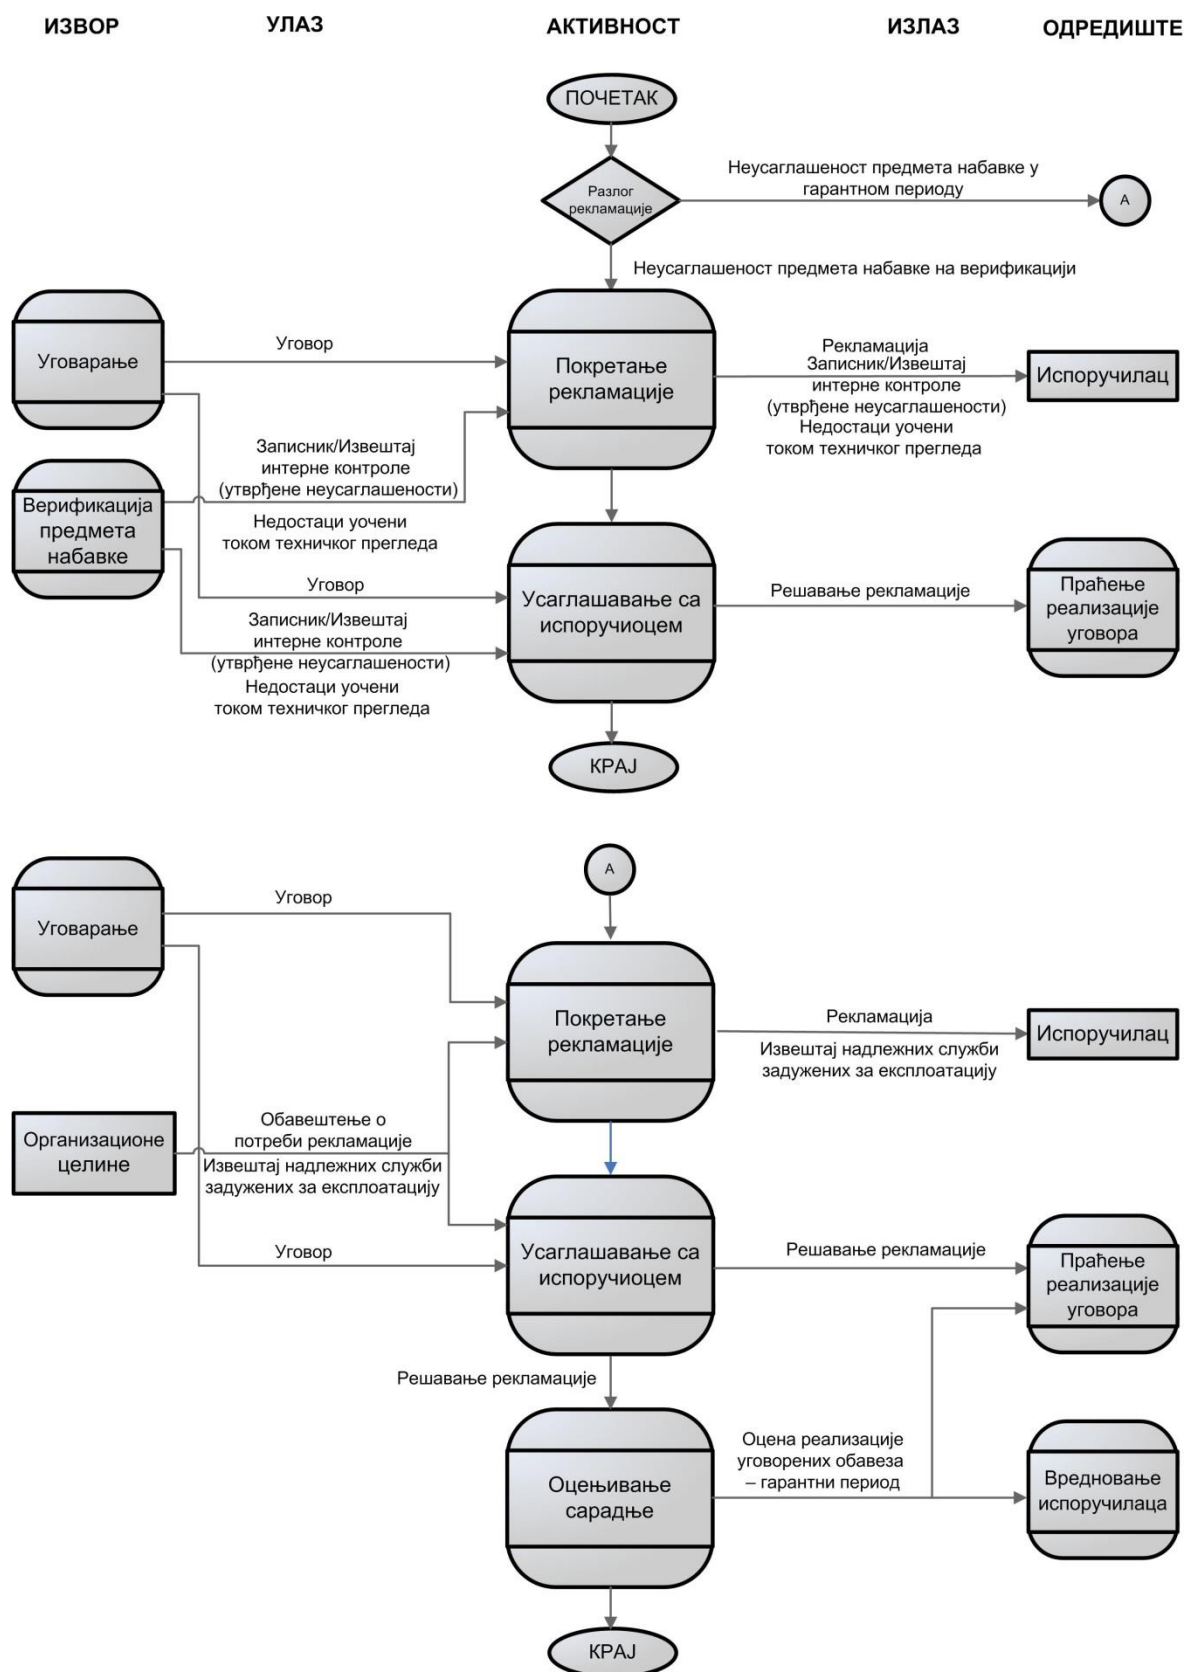 ИЗВОР
УЛАЗ
АКТИВНОСТ
ИЗЛАЗ
ОДРЕДИШТЕ
ПОЧЕТАК
Разлог
рекламације
Неусаглашеност предмета набавке у
гарантном периоду
А
Неусаглашеност предмета набавке на верификацији
Уговарање
Уговор
Покретање
рекламације
Рекламација
Записник/Извештај
интерне контроле
(утврђене неусаглашености)
Недостаци уочени
током техничког прегледа
Испоручилац
Верификација
предмета
набавке
Записник/Извештај
интерне контроле
(утврђене неусаглашености)
Недостаци уочени
током техничког прегледа
Уговор
Записник/Извештај
интерне контроле
(утврђене неусаглашености)
Недостаци уочени
током техничког прегледа
Усаглашавање са
испоручиоцем
Решавање рекламације
Праћење
реализације
уговора
КРАЈ
А
Уговарање
Уговор
Покретање
рекламације
Рекламација
Извештај надлежних служби
задужених за експлоатацију
Испоручилац
Организационе
целине
Обавештење о
потреби рекламације
Извештај надлежних служби
задужених за експлоатацију
Уговор
Усаглашавање са
испоручиоцем
Решавање рекламације
Праћење
реализације
уговора
Решавање рекламације
Оцењивање
сарадње
Оцена реализације
уговорених обавеза
– гарантни период
Вредновање
испоручилаца
КРАЈ